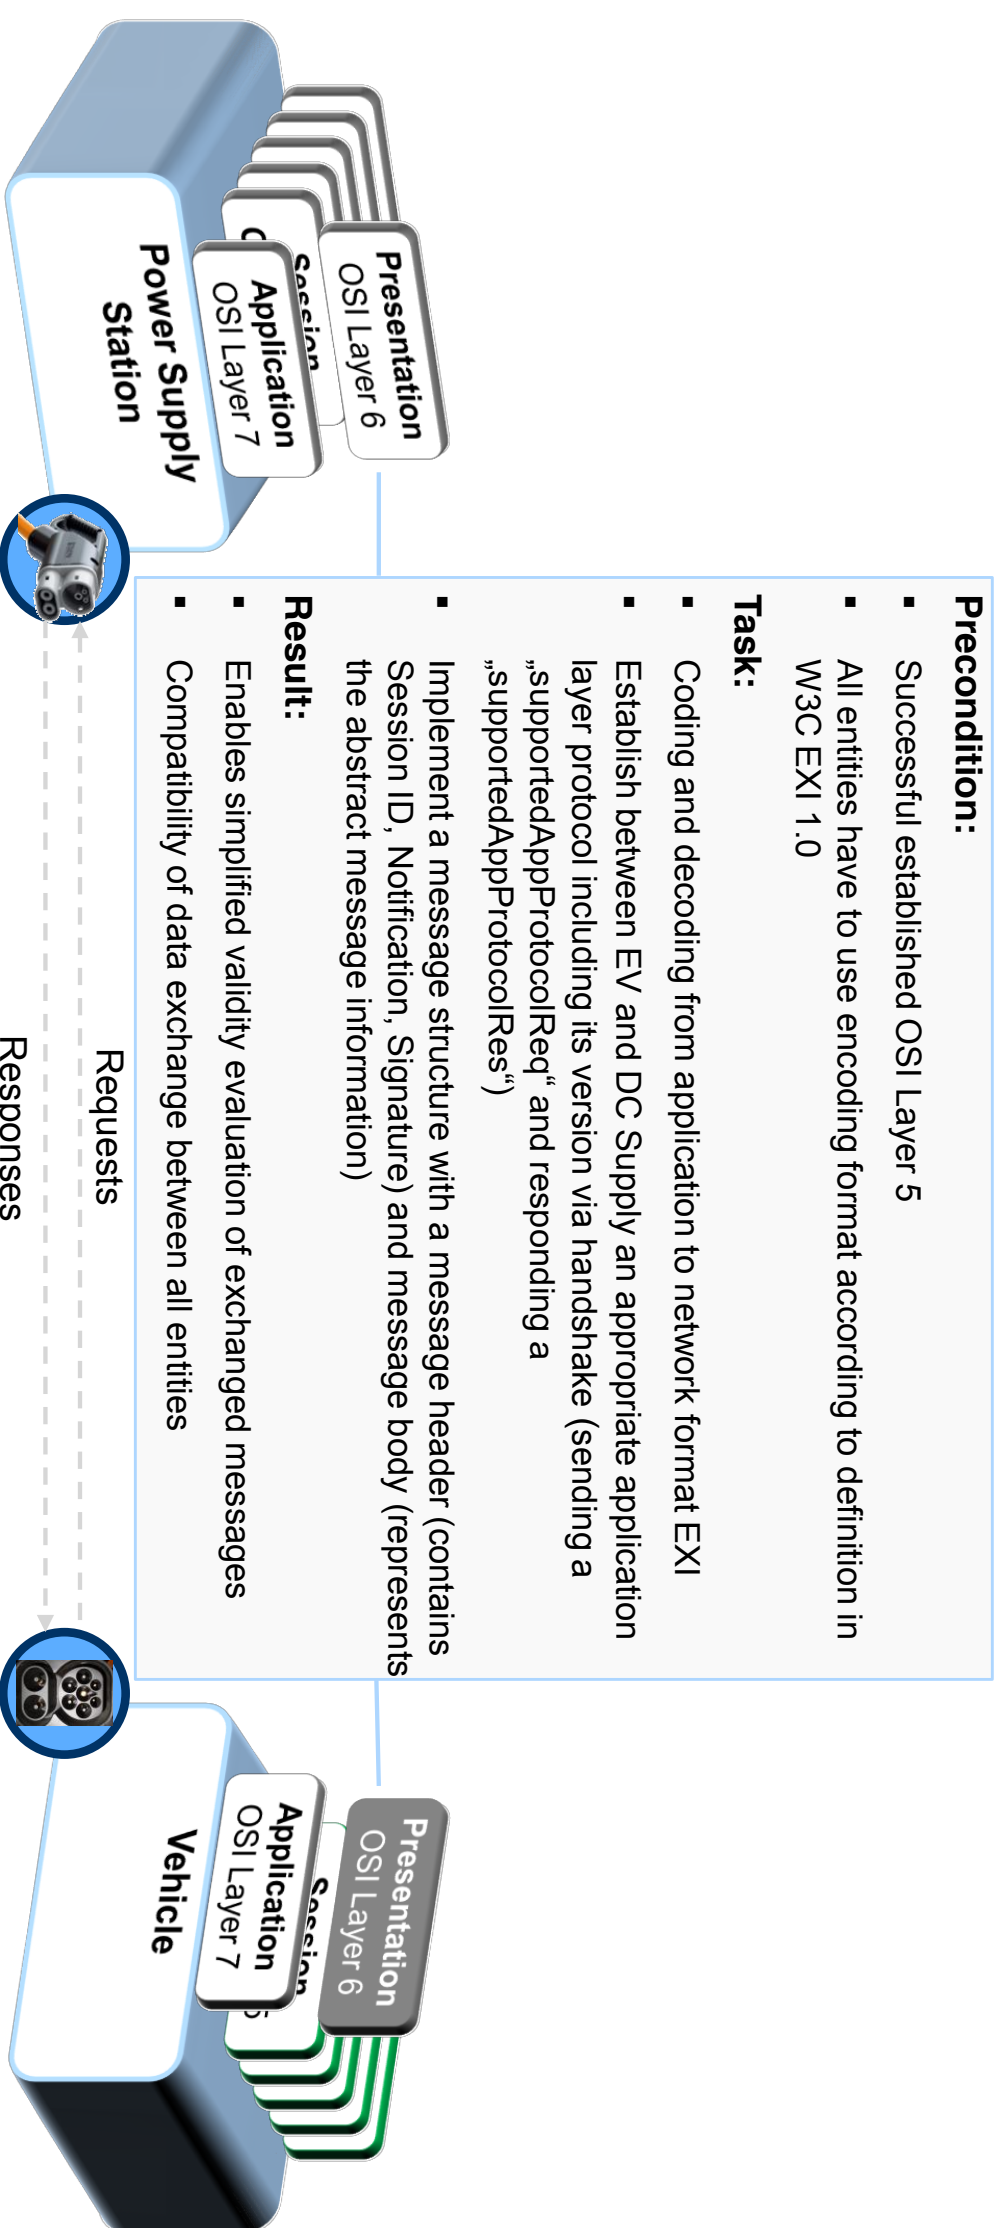 Precondition:
▪ Successful established OSI Layer 5
▪ All entities have to use encoding format according to definition in
W3C EXI 1.0
Task:
▪ Coding and decoding from application to network format EXI
▪ Establish between EV and DC Supply an appropriate application
layer protocol including its version via handshake (sending a
„supportedAppProtocolReq“ and responding a
„supportedAppProtocolRes“)
▪ Implement a message structure with a message header (contains
Session ID, Notification, Signature) and message body (represents
the abstract message information)
Result:
▪ Enables simplified validity evaluation of exchanged messages
▪ Compatibility of data exchange between all entities
Presentation
OSI Layer 6
Session
Application
OSI Layer 7
Power Supply
Station
Requests
Responses
Presentation
OSI Layer 6
Session
Application
OSI Layer 7
Vehicle